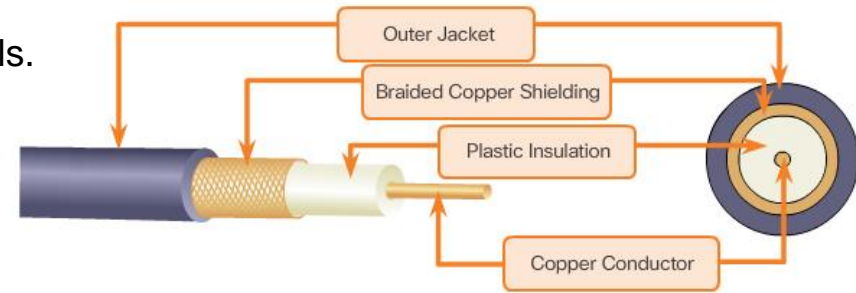 Outer Jacket
ls.
Braided Copper Shielding
Plastic Insulation
Copper Conductor